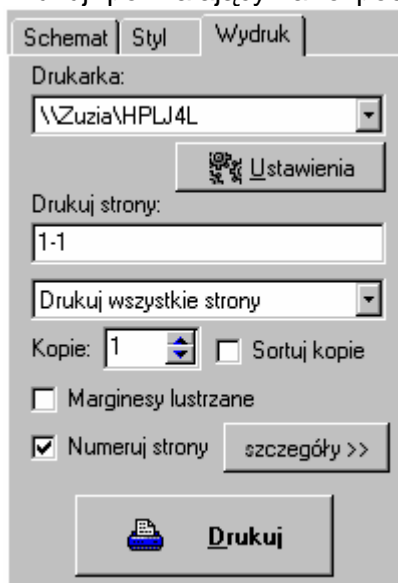 Schemat Styl Wydruk
Drukarka:
\\Zuzia\HPLJ4L
Ustawienia
Drukuj strony:
1-1
Drukuj wszystkie strony
Kopie: 1 Sortuj kopie
Marginesy lustrzane
Numeruj strony szczegóły >>
Drukuj